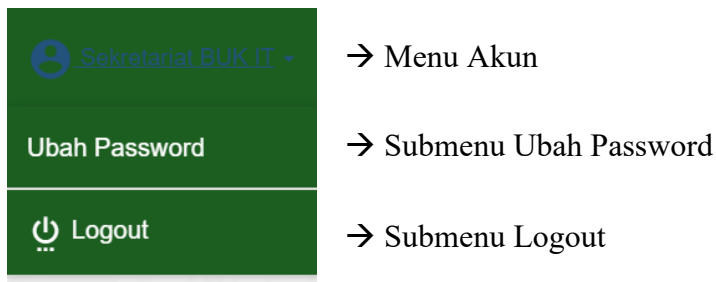 Sekretariat BUK IT → Menu Akun
Ubah Password → Submenu Ubah Password
Logout → Submenu Logout